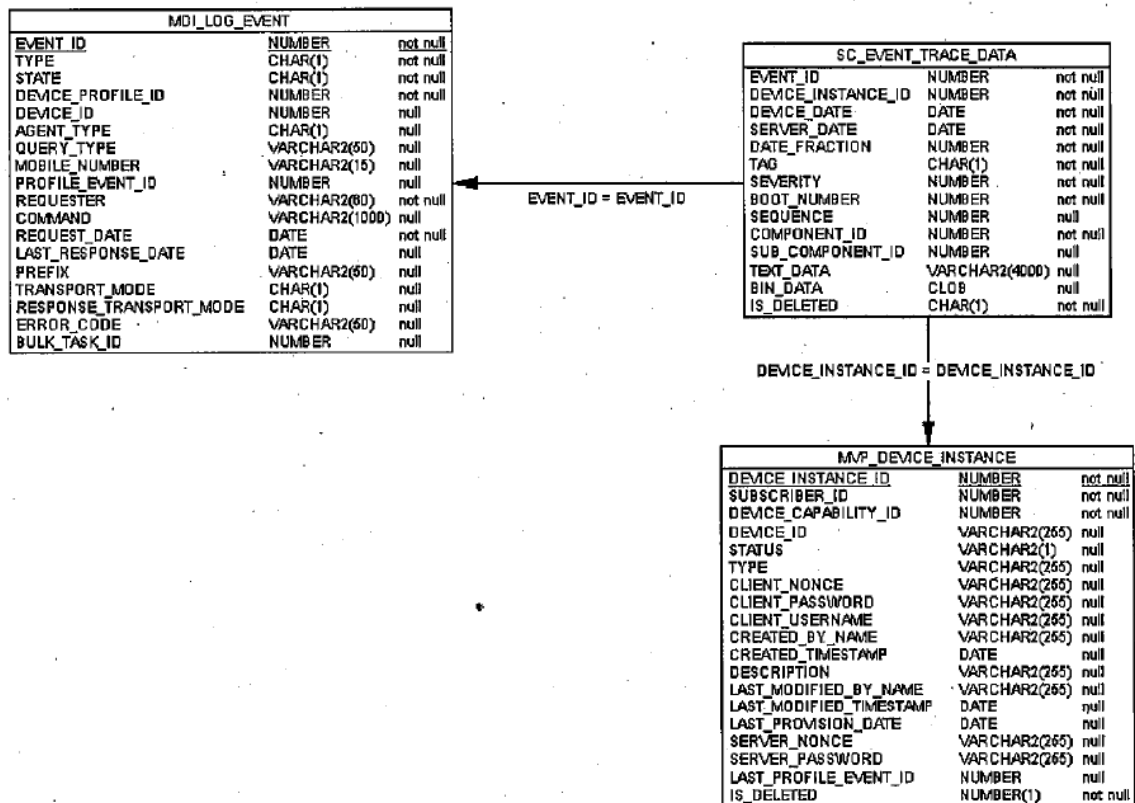 MDI_LOG_EVENT
EVENT_ID NUMBER not null
TYPE CHAR(1) not null
STATE CHAR(1) not null
DEVICE_PROFILE_ID NUMBER not null
DEVICE_ID NUMBER null
AGENT_TYPE CHAR(1) null
QUERY_TYPE VARCHAR2(50) null
MOBILE_NUMBER VARCHAR2(15) null
PROFILE_EVENT_ID NUMBER null
REQUESTER VARCHAR2(80) not null
COMMAND VARCHAR2(1000) null
REQUEST_DATE DATE not null
LAST_RESPONSE_DATE DATE null
PREFIX VARCHAR2(50) null
TRANSPORT_MODE CHAR(1) null
RESPONSE_TRANSPORT_MODE CHAR(1) null
ERROR_CODE VARCHAR2(50) null
BULK_TASK_ID NUMBER null
EVENT_ID = EVENT_ID
SC_EVENT_TRACE_DATA
EVENT_ID NUMBER not null
DEVICE_INSTANCE_ID NUMBER not null
DEVICE_DATE DATE not null
SERVER_DATE DATE not null
DATE_FRACTION NUMBER not null
TAG CHAR(1) not null
SEVERITY NUMBER not null
BOOT_NUMBER NUMBER not null
SEQUENCE NUMBER null
COMPONENT_ID NUMBER not null
SUB_COMPONENT_ID NUMBER null
TEXT_DATA VARCHAR2(4000) null
BIN_DATA CLOB null
IS_DELETED CHAR(1) not null
DEVICE_INSTANCE_ID = DEVICE_INSTANCE_ID
MVP_DEVICE_INSTANCE
DEVICE_INSTANCE_ID NUMBER not null
SUBSCRIBER_ID NUMBER not null
DEVICE_CAPABILITY_ID NUMBER not null
DEVICE_ID VARCHAR2(255) null
STATUS VARCHAR2(1) null
TYPE VARCHAR2(255) null
CLIENT_NONCE VARCHAR2(255) null
CLIENT_PASSWORD VARCHAR2(255) null
CLIENT_USERNAME VARCHAR2(255) null
CREATED_BY_NAME VARCHAR2(255) null
CREATED_TIMESTAMP DATE null
DESCRIPTION VARCHAR2(255) null
LAST_MODIFIED_BY_NAME VARCHAR2(255) null
LAST_MODIFIED_TIMESTAMP DATE null
LAST_PROVISION_DATE DATE null
SERVER_NONCE VARCHAR2(255) null
SERVER_PASSWORD VARCHAR2(255) null
LAST_PROFILE_EVENT_ID NUMBER null
IS_DELETED NUMBER(1) not null